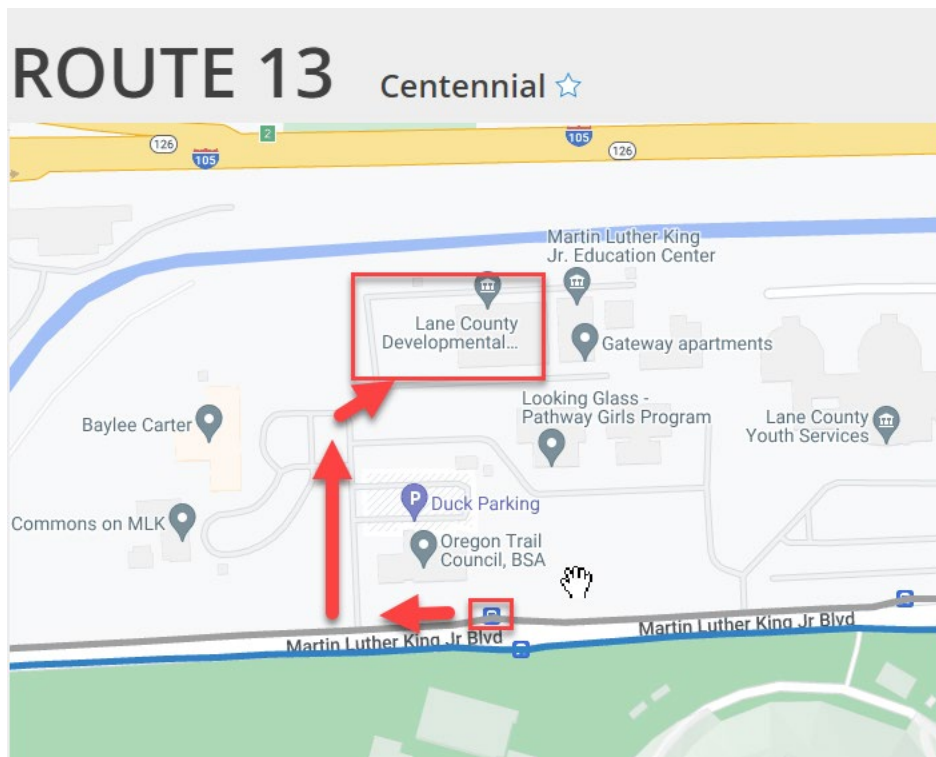 ROUTE 13
Centennial
2
126
105
105
126
Martin Luther King
Jr. Education Center
Lane County
Developmental...
Gateway apartments
Looking Glass -
Pathway Girls Program
Baylee Carter
Lane County
Youth Services
P
Duck Parking
Commons on MLK
Oregon Trail
Council, BSA
Martin Luther King Jr Blvd
Martin Luther King Jr Blvd